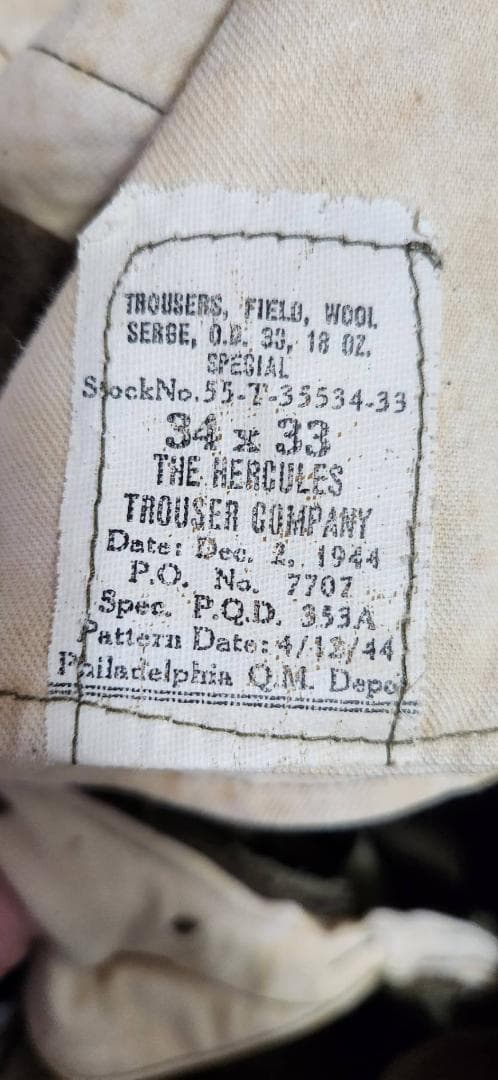 TROUSERS, FIELD, WOOL
SERGE, O.D. 33, 18 OZ.
SPECIAL
StockNo.55-T-35534-33
34 x 33
THE HERCULES
TROUSER COMPANY
Date: Dec. 2, 1944
P.O. No. 7707
Spec. P.Q.D. 353A
Pattern Date: 4/12/44
Philadelphia Q.M. Depo